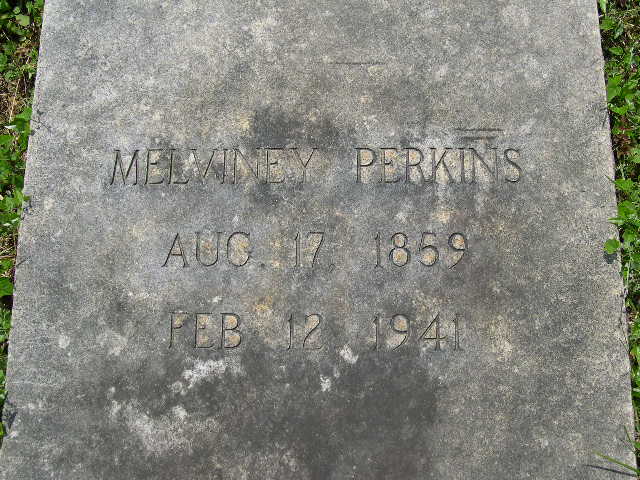 MELVINEY PERKINS
AUG. 17, 1859
FEB 12 1941